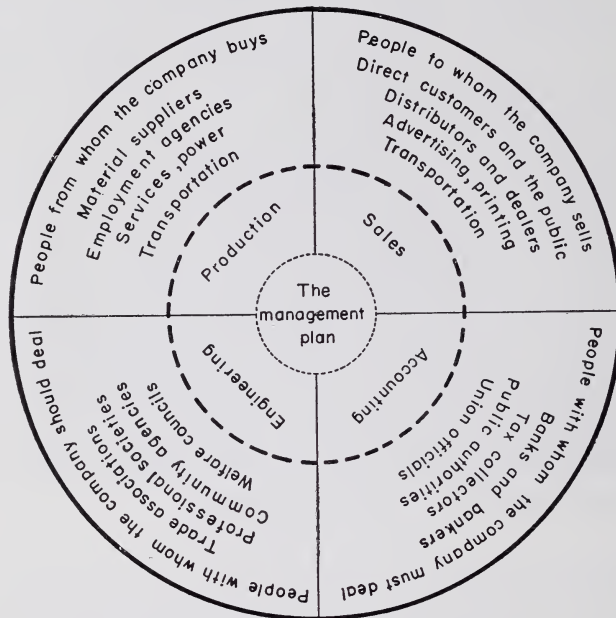 People from whom the company buys
Material suppliers
Employment agencies
Services, power
Transportation
Production
People to whom the company sells
Direct customers and the public
Distributors and dealers
Advertising, printing
Transportation
Sales
The
management
plan
Accounting
Union officials
Public authorities
Tax collectors
Banks and bankers
People with whom the company must deal
Engineering
Welfare councils
Community agencies
Professional societies
Trade associations
People with whom the company should deal